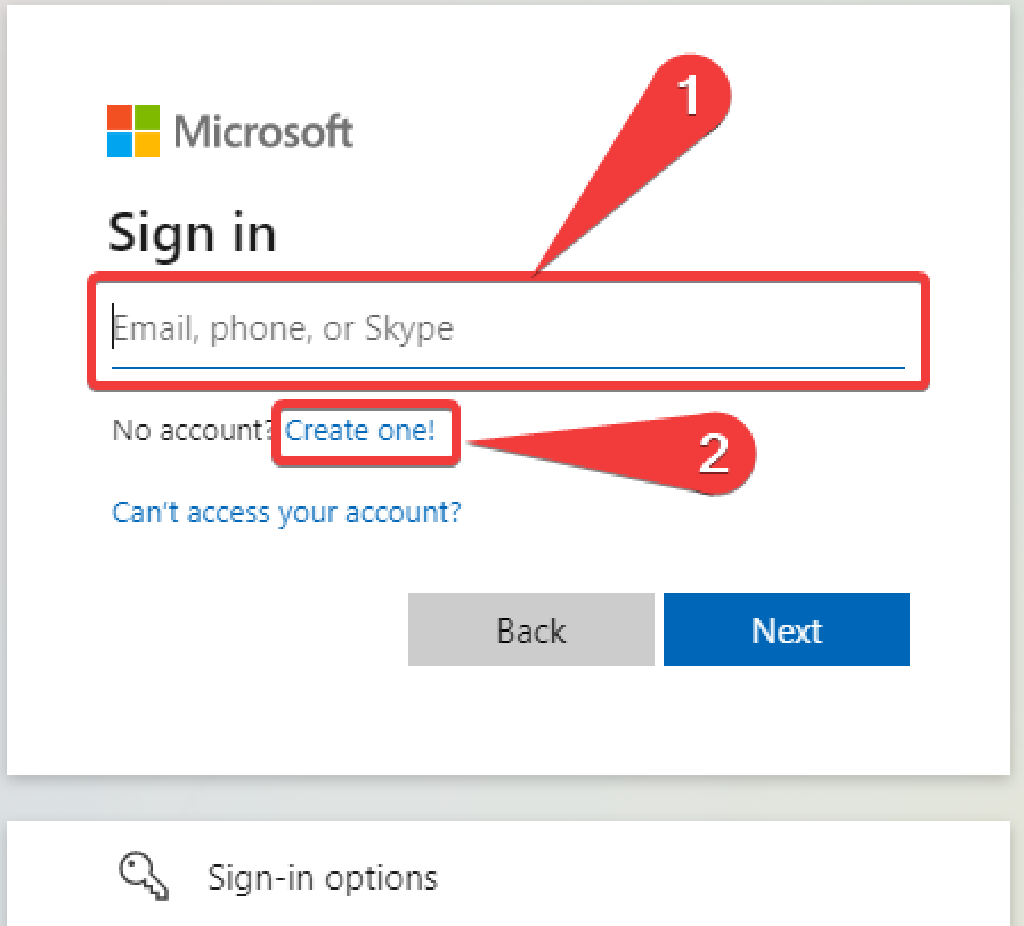 1
Microsoft
Sign in
Email, phone, or Skype
No account? Create one!
2
Can't access your account?
Back Next
Sign-in options